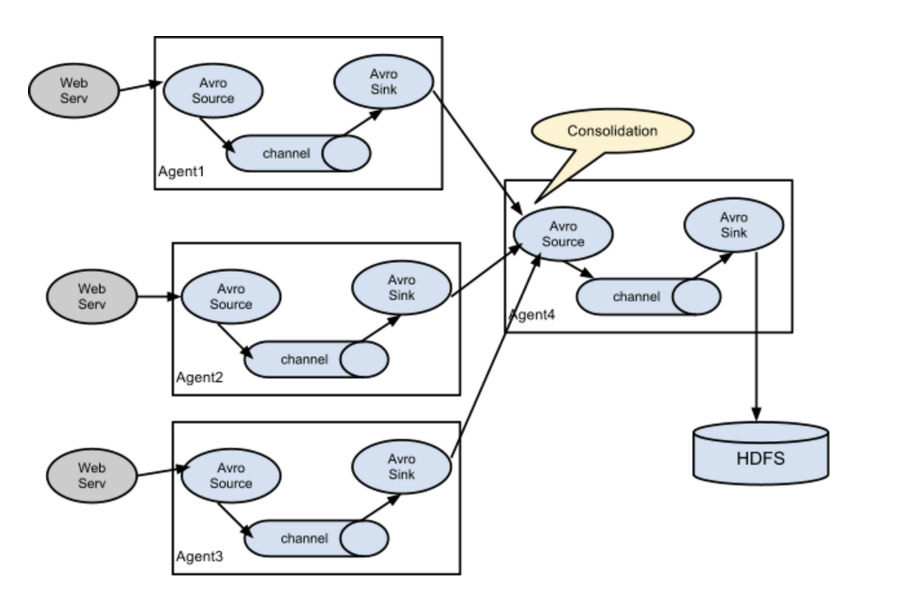 Web
Serv
Avro
Source
Avro
Sink
channel
Agent1
Consolidation
Avro
Source
Avro
Sink
channel
Agent4
Web
Serv
Avro
Source
Avro
Sink
channel
Agent2
HDFS
Web
Serv
Avro
Source
Avro
Sink
channel
Agent3